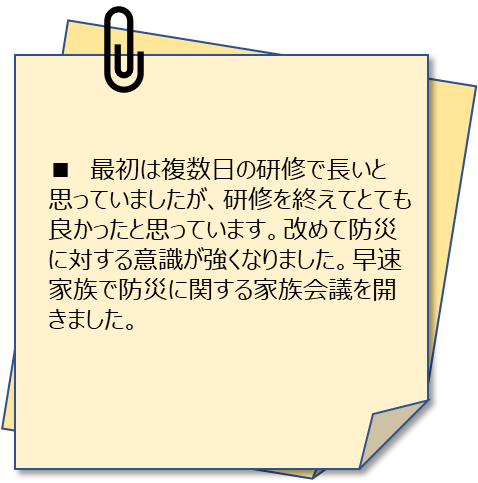 ■　最初は複数日の研修で長いと
思っていましたが、研修を終えてとても
良かったと思っています。改めて防災
に対する意識が強くなりました。早速
家族で防災に関する家族会議を開
きました。